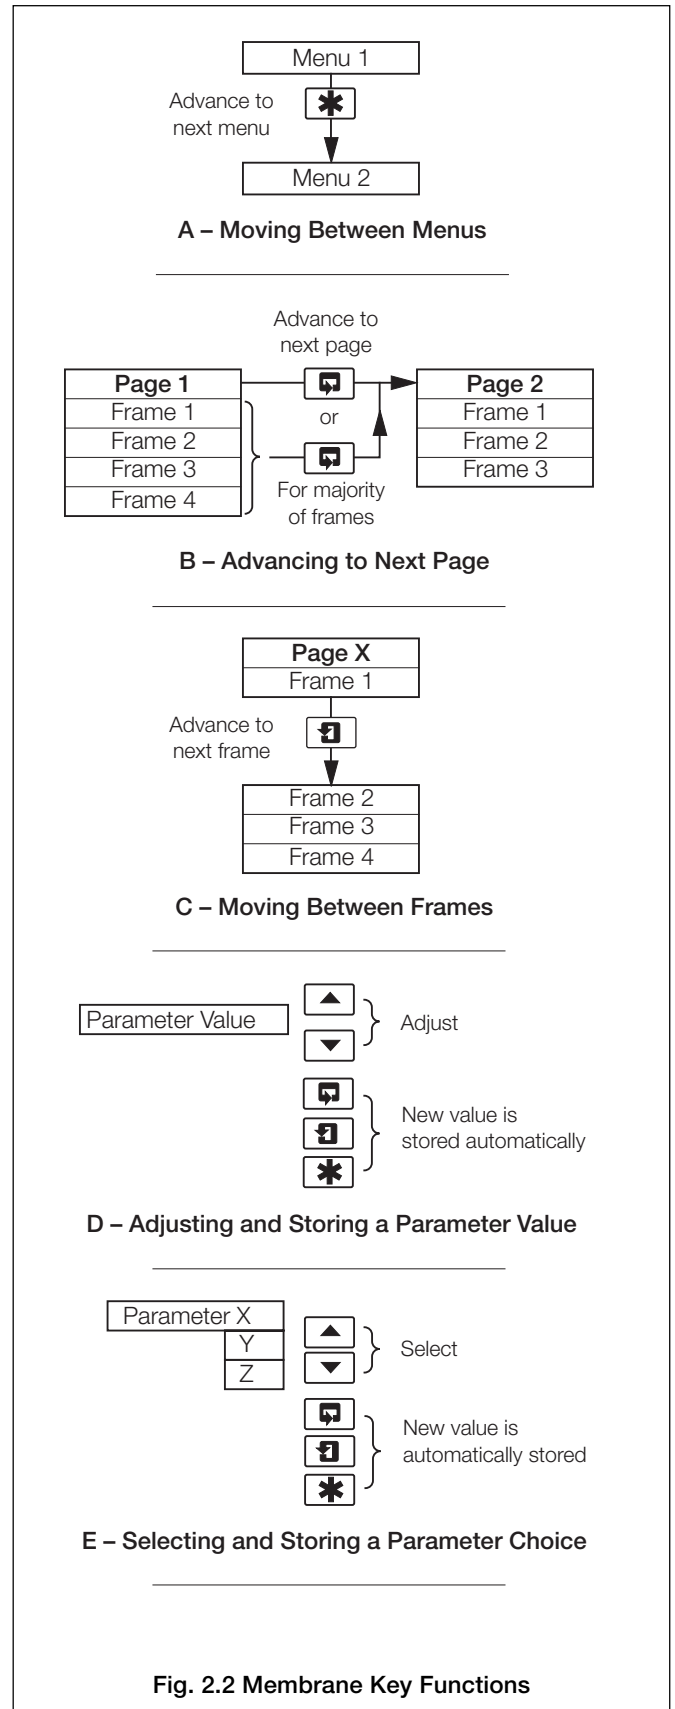 Menu 1
Advance to
next menu
Menu 2
A – Moving Between Menus
Advance to
next page
Page 1
Frame 1
Frame 2
Frame 3
Frame 4
or
For majority
of frames
Page 2
Frame 1
Frame 2
Frame 3
B – Advancing to Next Page
Page X
Frame 1
Advance to
next frame
Frame 2
Frame 3
Frame 4
C – Moving Between Frames
Parameter Value
Adjust
New value is
stored automatically
D – Adjusting and Storing a Parameter Value
Parameter X
Y
Z
Select
New value is
automatically stored
E – Selecting and Storing a Parameter Choice
Fig. 2.2 Membrane Key Functions